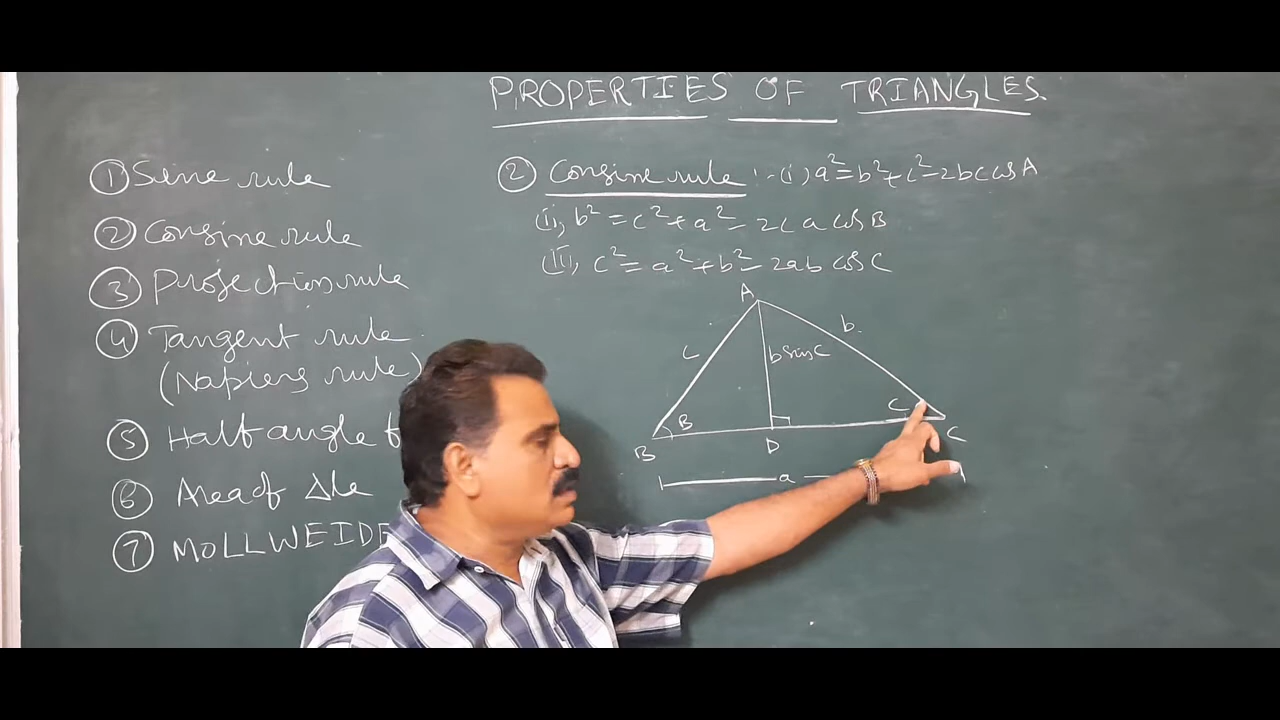 PROPERTIES OF TRIANGLES.
① Sine rule
② Consine rule
③ Projection rule
④ Tangent rule
(Napiers rule)
⑤ Half angle f
⑥ Area of Δle
⑦ MOLLWEIDE
② Consine rule :- (i) a²=b²+c²-2bc cos A
(ii), b² = c²+a²-2ca cos B
(iii), c² = a²+b²-2ab cos C
A
c
b.
b sin C
B
C
B
D
C
a